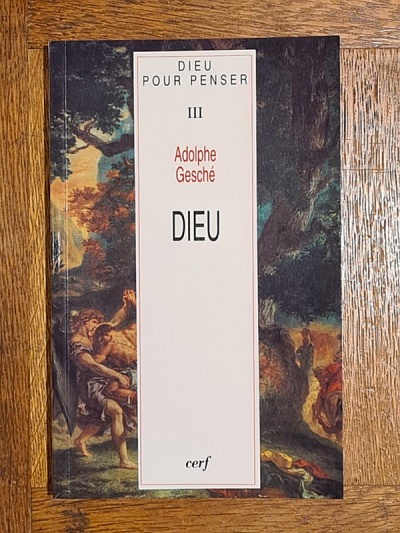 DIEU
POUR PENSER
III
Adolphe
Gesché
DIEU
cerf